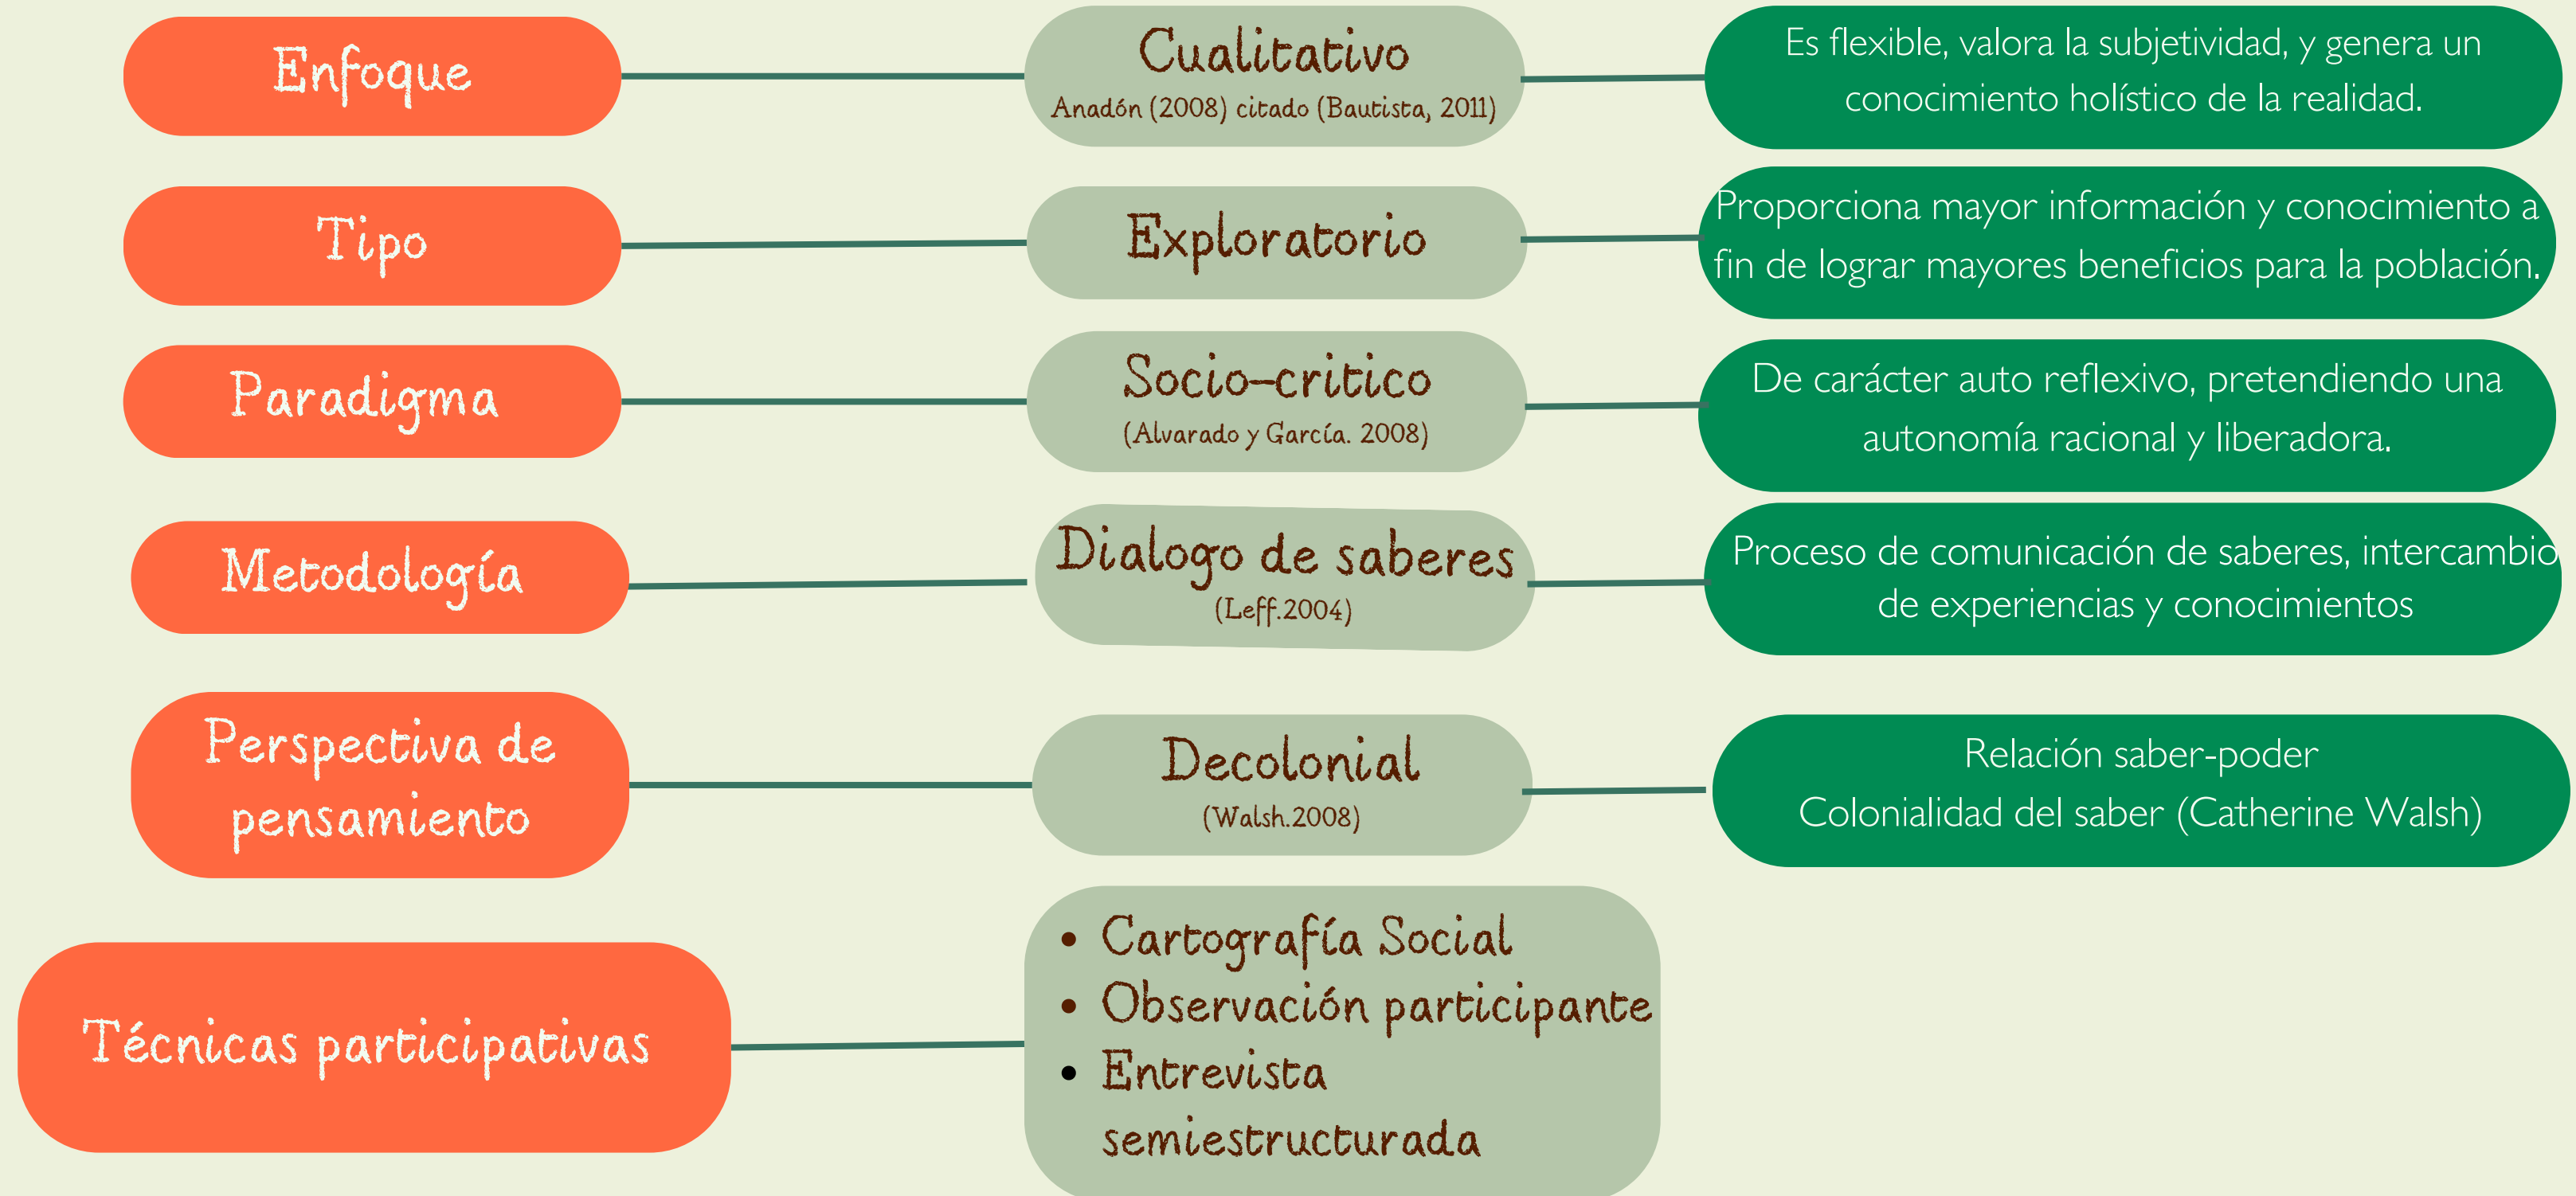 Enfoque
Cualitativo
Anadón (2008) citado (Bautista, 2011)
Es flexible, valora la subjetividad, y genera un
conocimiento holístico de la realidad.
Tipo
Exploratorio
Proporciona mayor información y conocimiento a
fin de lograr mayores beneficios para la población.
Paradigma
Socio-critico
(Alvarado y García. 2008)
De carácter auto reflexivo, pretendiendo una
autonomía racional y liberadora.
Metodología
Dialogo de saberes
(Leff.2004)
Proceso de comunicación de saberes, intercambio
de experiencias y conocimientos
Perspectiva de
pensamiento
Decolonial
(Walsh.2008)
Relación saber-poder
Colonialidad del saber (Catherine Walsh)
Técnicas participativas
• Cartografía Social
• Observación participante
• Entrevista
semiestructurada